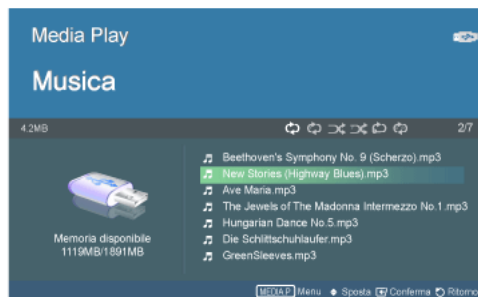 Media Play
Musica
4.2MB
2/7
Beethoven's Symphony No. 9 (Scherzo).mp3
New Stories (Highway Blues).mp3
Ave Maria.mp3
The Jewels of The Madonna Intermezzo No.1.mp3
Hungarian Dance No.5.mp3
Die Schlittschuhlaufer.mp3
GreenSleeves.mp3
Memoria disponibile
1119MB/1891MB
MEDIA.P Menu Sposta Conferma Ritorno